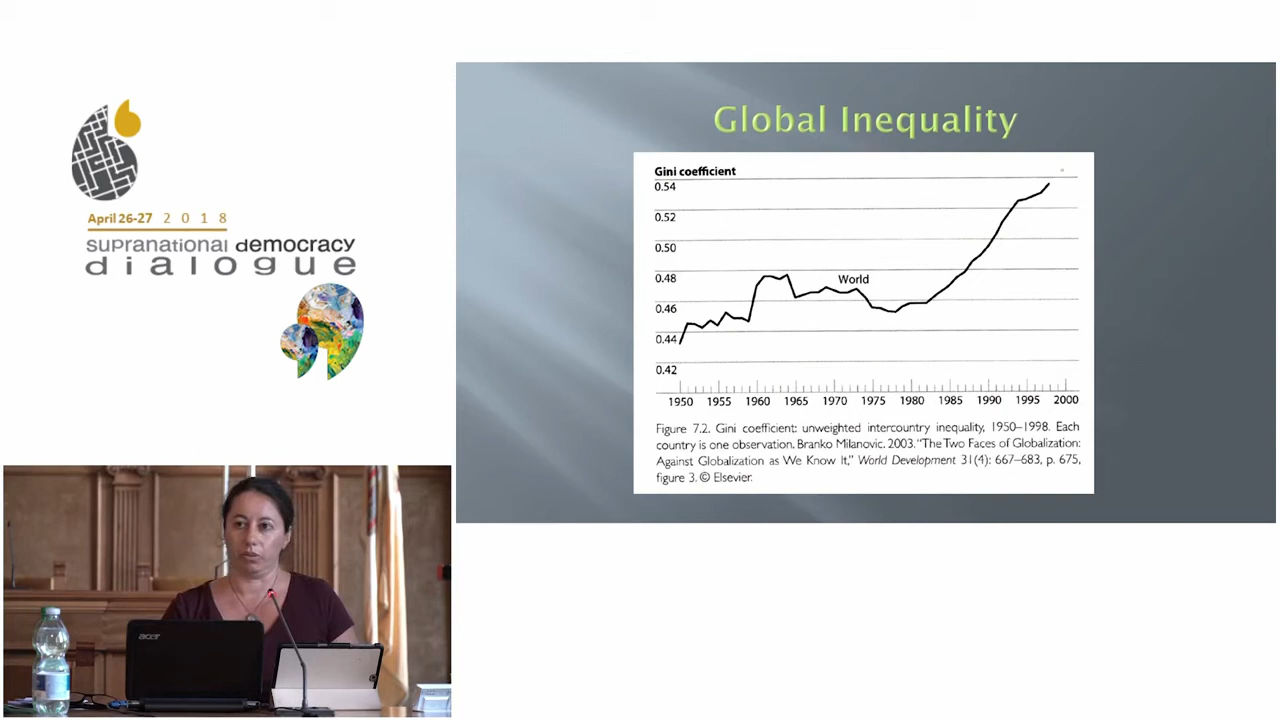 April 26-27 2018
supranational democracy
dialogue
Global Inequality
Gini coefficient
0.54
0.52
0.50
0.48
World
0.46
0.44
0.42
1950 1955 1960 1965 1970 1975 1980 1985 1990 1995 2000
Figure 7.2. Gini coefficient: unweighted intercountry inequality, 1950–1998. Each
country is one observation. Branko Milanovic. 2003. "The Two Faces of Globalization:
Against Globalization as We Know It," World Development 31(4): 667–683, p. 675,
figure 3. © Elsevier.
acer